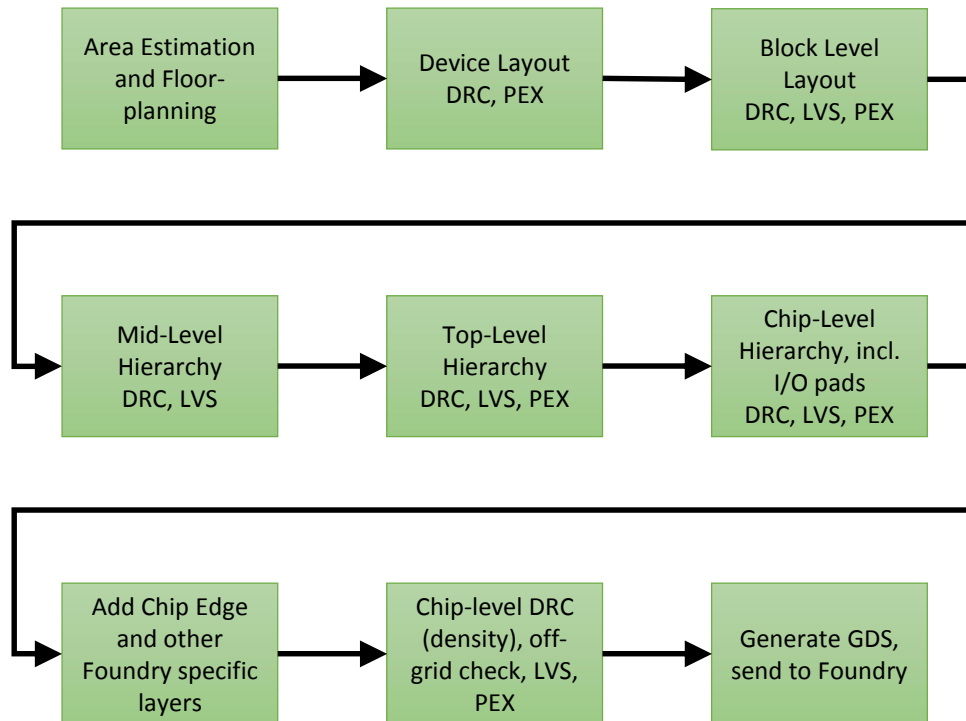 Area Estimation
and Floor-
planning
Device Layout
DRC, PEX
Block Level
Layout
DRC, LVS, PEX
Mid-Level
Hierarchy
DRC, LVS
Top-Level
Hierarchy
DRC, LVS, PEX
Chip-Level
Hierarchy, incl.
I/O pads
DRC, LVS, PEX
Add Chip Edge
and other
Foundry specific
layers
Chip-level DRC
(density), off-
grid check, LVS,
PEX
Generate GDS,
send to Foundry